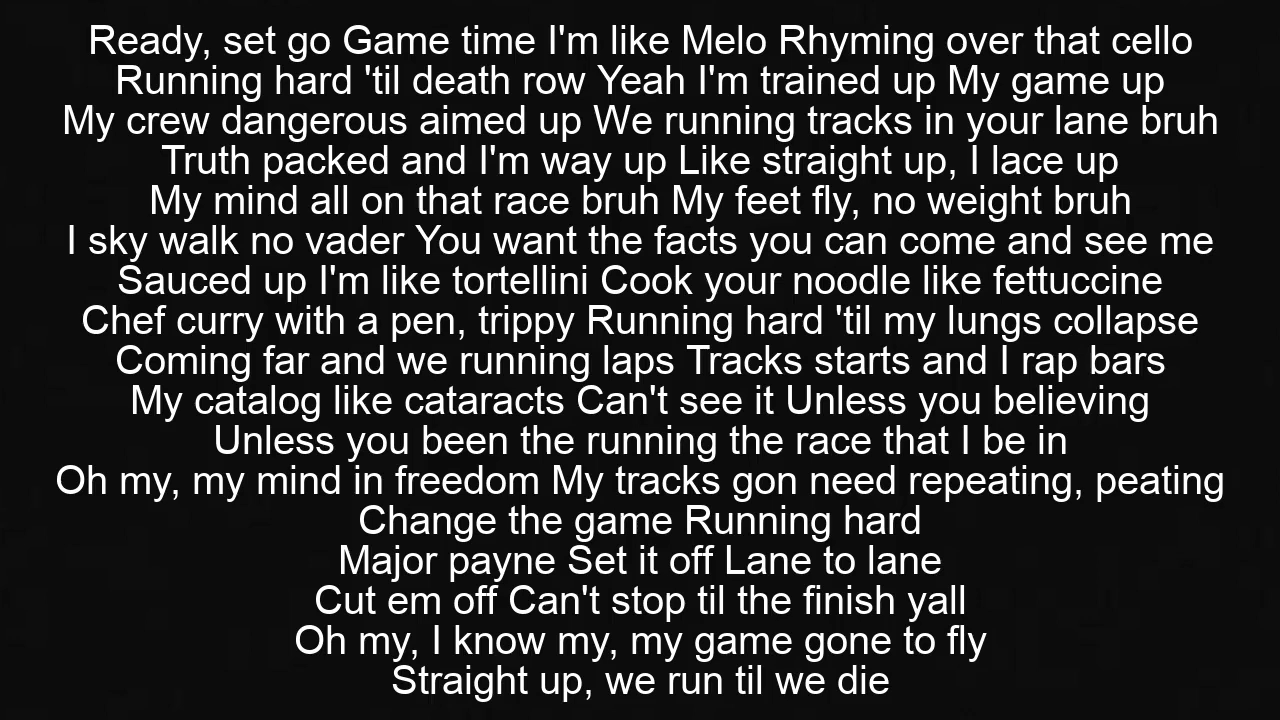 Ready, set go Game time I'm like Melo Rhyming over that cello
Running hard 'til death row Yeah I'm trained up My game up
My crew dangerous aimed up We running tracks in your lane bruh
Truth packed and I'm way up Like straight up, I lace up
My mind all on that race bruh My feet fly, no weight bruh
I sky walk no vader You want the facts you can come and see me
Sauced up I'm like tortellini Cook your noodle like fettuccine
Chef curry with a pen, trippy Running hard 'til my lungs collapse
Coming far and we running laps Tracks starts and I rap bars
My catalog like cataracts Can't see it Unless you believing
Unless you been the running the race that I be in
Oh my, my mind in freedom My tracks gon need repeating, peating
Change the game Running hard
Major payne Set it off Lane to lane
Cut em off Can't stop til the finish yall
Oh my, I know my, my game gone to fly
Straight up, we run til we die